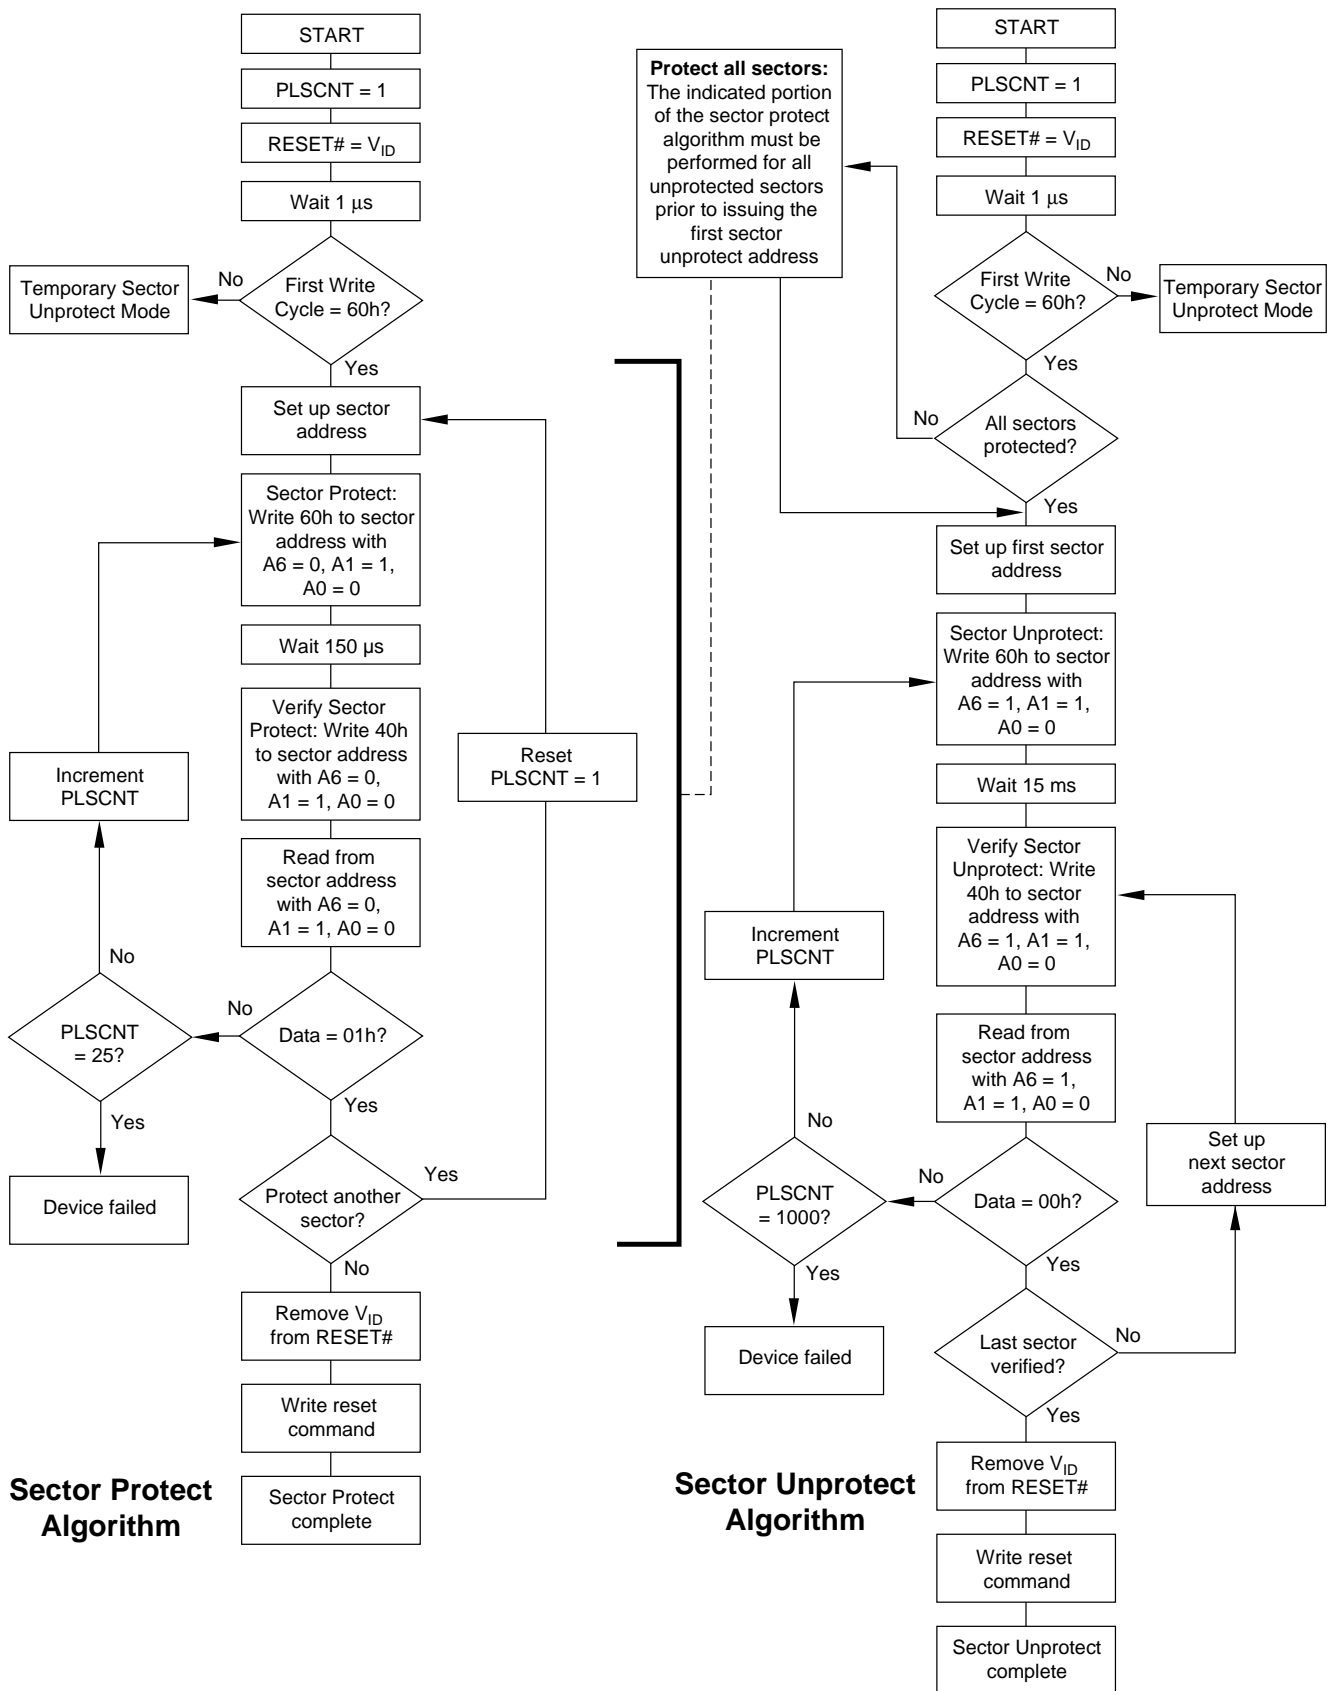 START
PLSCNT = 1
RESET# = VID
Wait 1 μs
First Write
Cycle = 60h?
No
Temporary Sector
Unprotect Mode
Yes
Set up sector
address
Sector Protect:
Write 60h to sector
address with
A6 = 0, A1 = 1,
A0 = 0
Wait 150 µs
Verify Sector
Protect: Write 40h
to sector address
with A6 = 0,
A1 = 1, A0 = 0
Reset
PLSCNT = 1
Increment
PLSCNT
Read from
sector address
with A6 = 0,
A1 = 1, A0 = 0
No
PLSCNT
= 25?
No
Data = 01h?
Yes
Yes
Device failed
Protect another
sector?
Yes
No
Remove VID
from RESET#
Write reset
command
Sector Protect
complete
Sector Protect
Algorithm
Protect all sectors:
The indicated portion
of the sector protect
algorithm must be
performed for all
unprotected sectors
prior to issuing the
first sector
unprotect address
START
PLSCNT = 1
RESET# = VID
Wait 1 μs
First Write
Cycle = 60h?
No
Temporary Sector
Unprotect Mode
Yes
No
All sectors
protected?
Yes
Set up first sector
address
Sector Unprotect:
Write 60h to sector
address with
A6 = 1, A1 = 1,
A0 = 0
Wait 15 ms
Verify Sector
Unprotect: Write
40h to sector
address with
A6 = 1, A1 = 1,
A0 = 0
Increment
PLSCNT
Read from
sector address
with A6 = 1,
A1 = 1, A0 = 0
No
Set up
next sector
address
PLSCNT
= 1000?
No
Data = 00h?
Yes
Yes
Device failed
Last sector
verified?
No
Yes
Remove VID
from RESET#
Write reset
command
Sector Unprotect
complete
Sector Unprotect
Algorithm